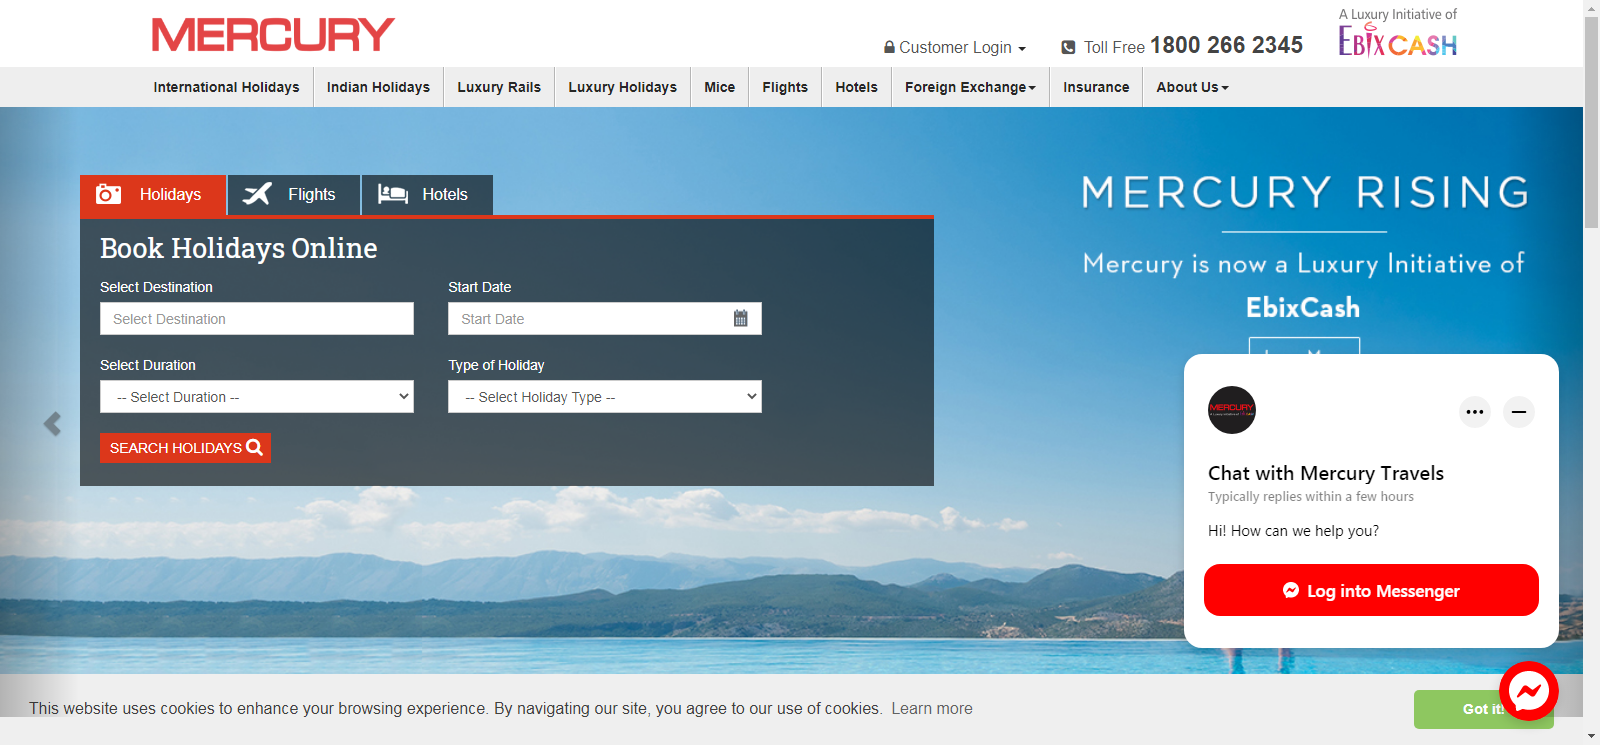 MERCURY
Customer Login
Toll Free 1800 266 2345
A Luxury Initiative of
EBIXCASH
International Holidays
Indian Holidays
Luxury Rails
Luxury Holidays
Mice
Flights
Hotels
Foreign Exchange
Insurance
About Us
Holidays
Flights
Hotels
Book Holidays Online
Select Destination
Start Date
Select Destination
Start Date
Select Duration
Type of Holiday
-- Select Duration --
-- Select Holiday Type --
SEARCH HOLIDAYS
MERCURY RISING
Mercury is now a Luxury Initiative of
EbixCash
MERCURY
Chat with Mercury Travels
Typically replies within a few hours
Hi! How can we help you?
Log into Messenger
This website uses cookies to enhance your browsing experience. By navigating our site, you agree to our use of cookies. Learn more
Got it!